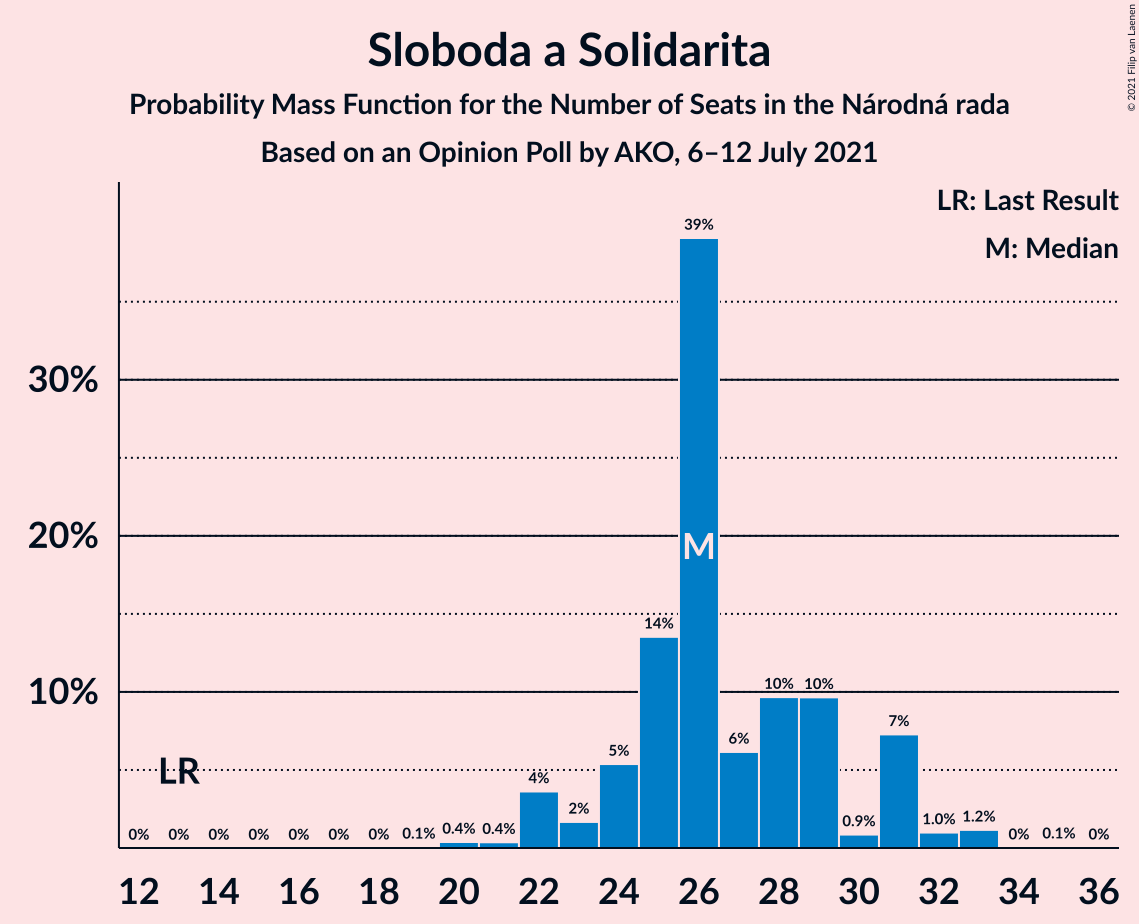 Sloboda a Solidarita
Probability Mass Function for the Number of Seats in the Národná rada
Based on an Opinion Poll by AKO, 6–12 July 2021
© 2021 Filip van Laenen
LR: Last Result
M: Median
39%
30%
20%
M
14%
10%
10% 10%
7%
6%
5%
LR
4%
2%
0% 0% 0% 0% 0% 0% 0% 0.1% 0.4% 0.4% 0.9% 1.0% 1.2% 0% 0.1% 0%
12 14 16 18 20 22 24 26 28 30 32 34 36